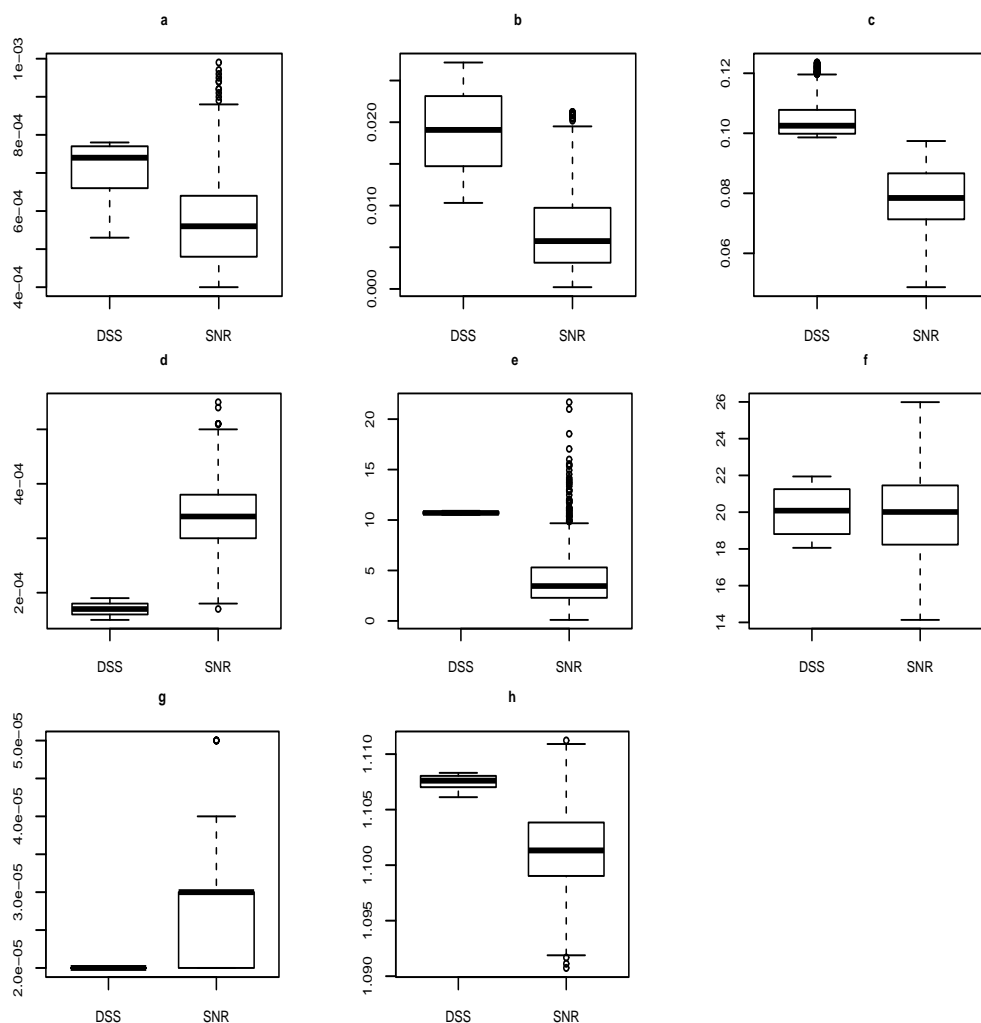 a
4e-04 6e-04 8e-04 1e-03
DSS SNR
b
0.000 0.010 0.020
DSS SNR
c
0.06 0.08 0.10 0.12
DSS SNR
d
2e-04 4e-04
DSS SNR
e
0 5 10 15 20
DSS SNR
f
14 16 18 20 22 24 26
DSS SNR
g
2.0e-05 3.0e-05 4.0e-05 5.0e-05
DSS SNR
h
1.090 1.095 1.100 1.105 1.110
DSS SNR